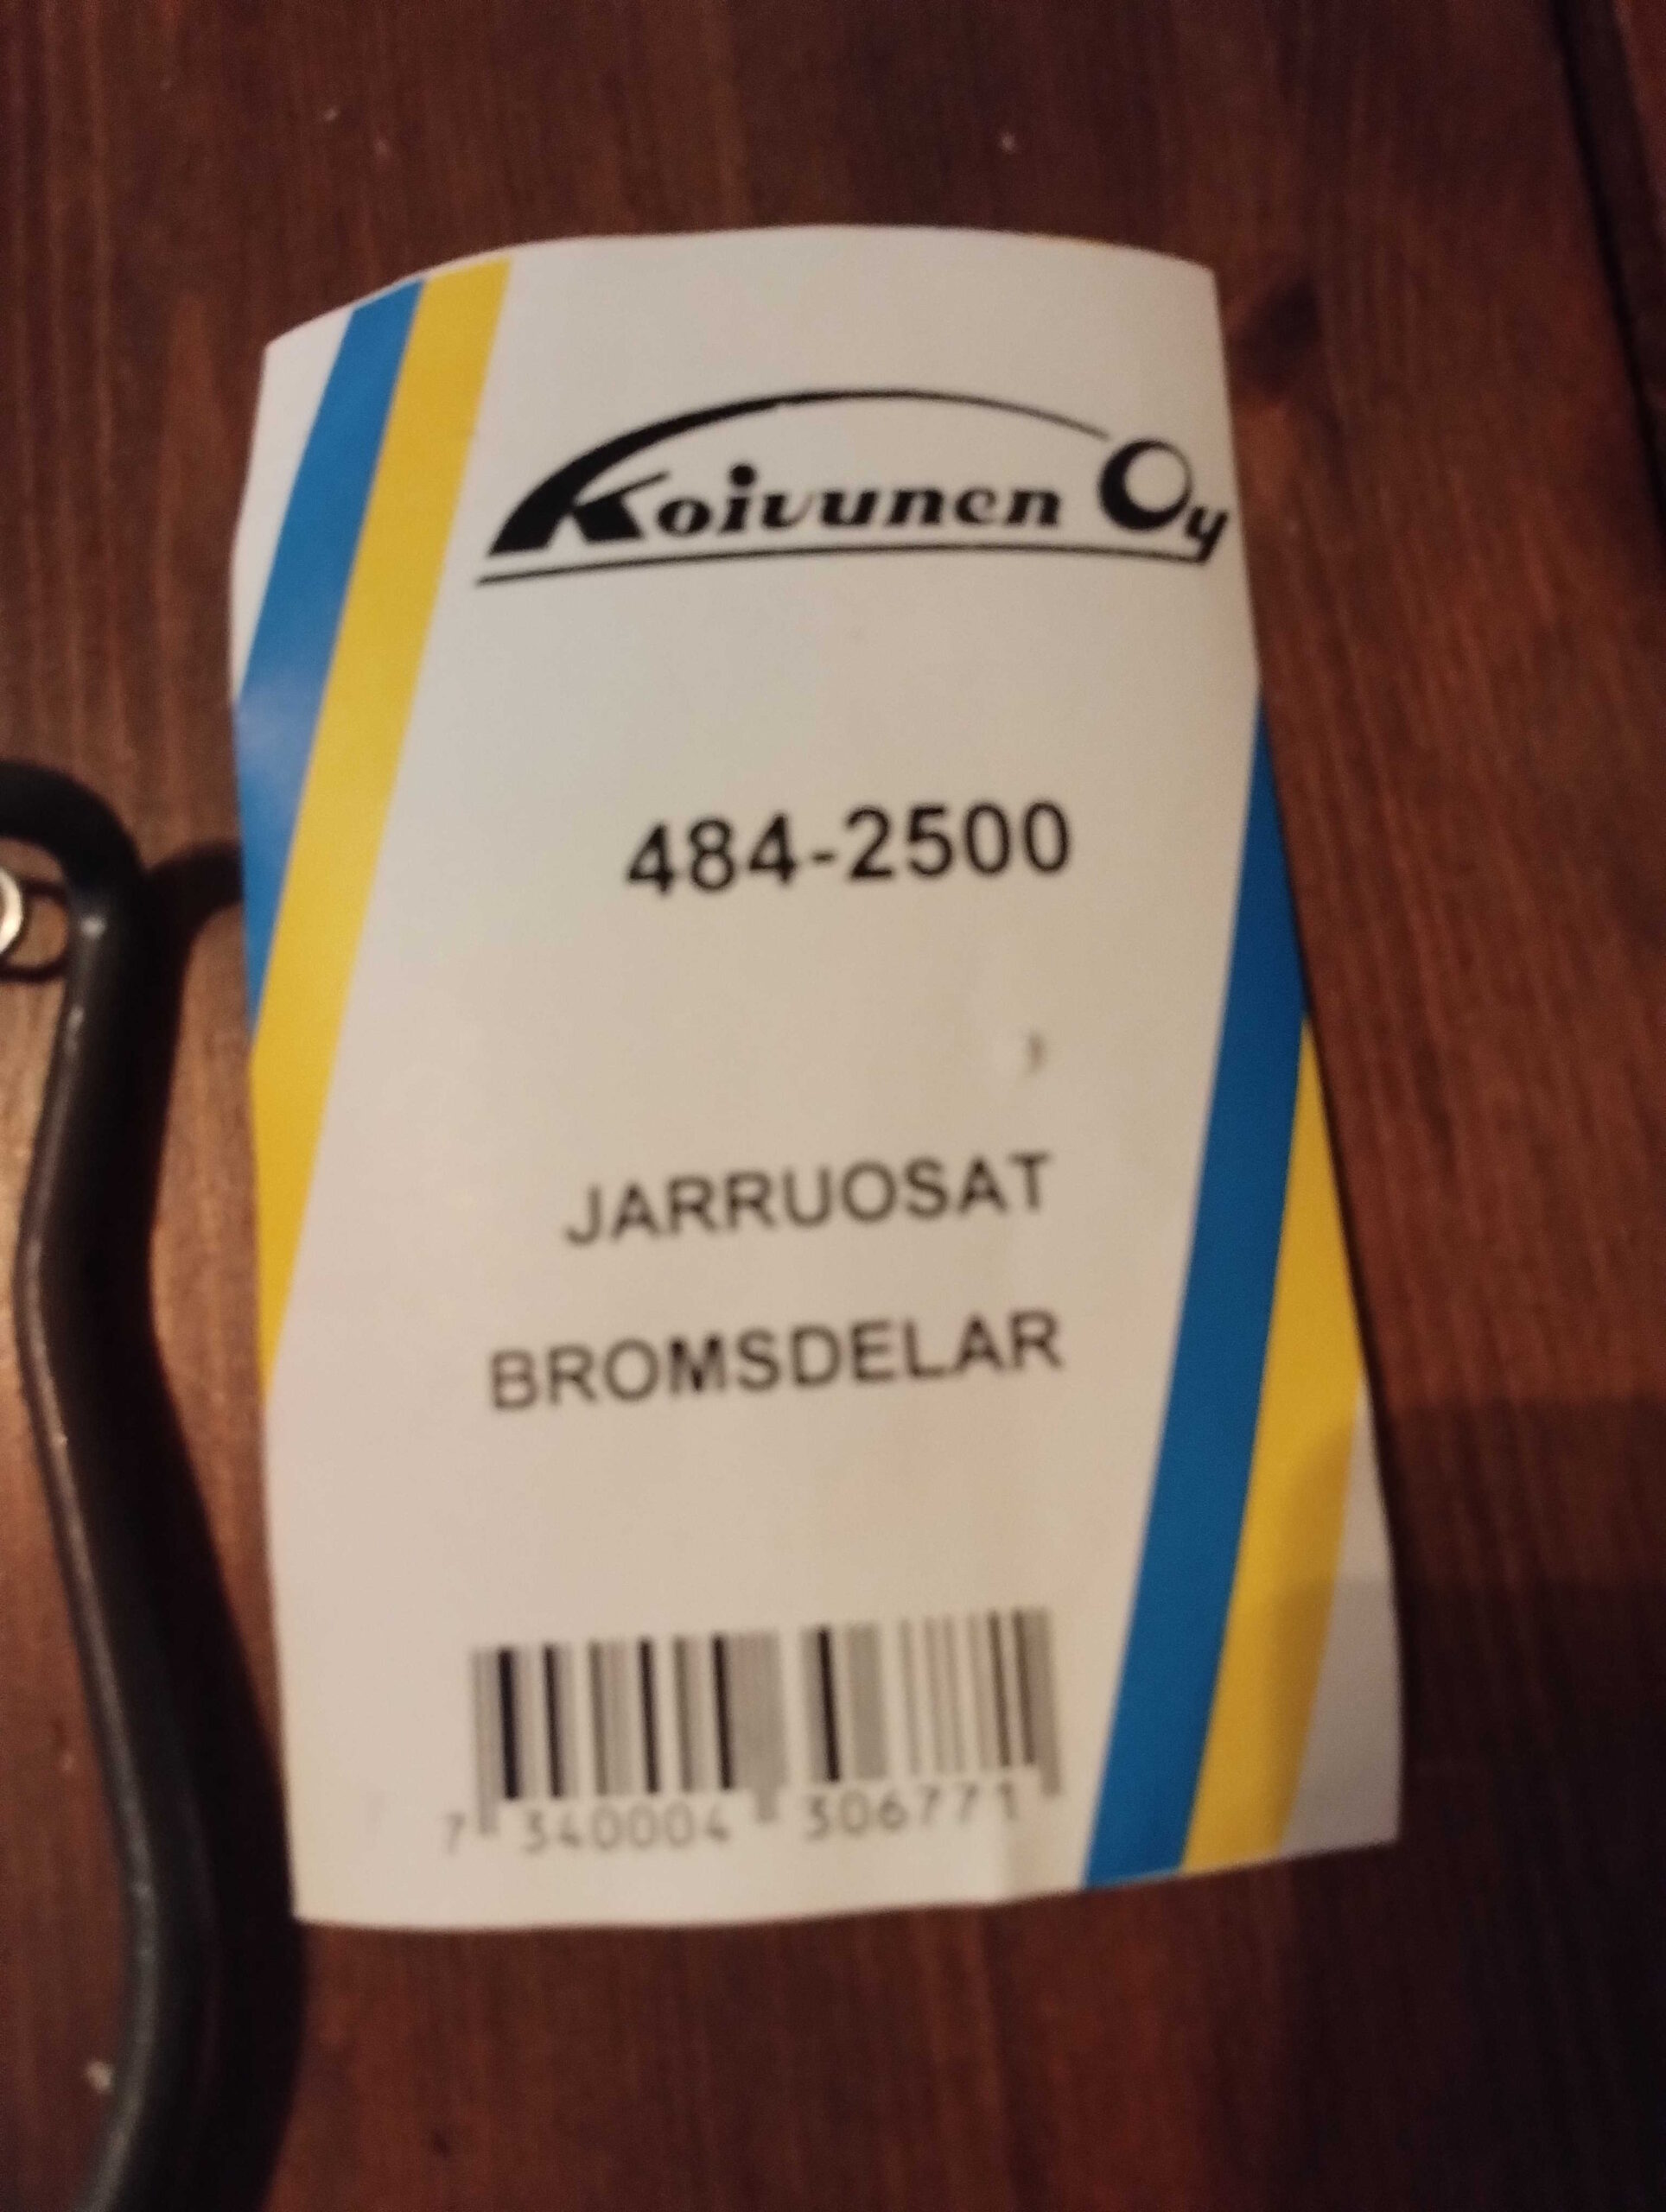 Koivunen Oy
484-2500
JARRUOSAT
BROMSDELAR
7 340004 306771